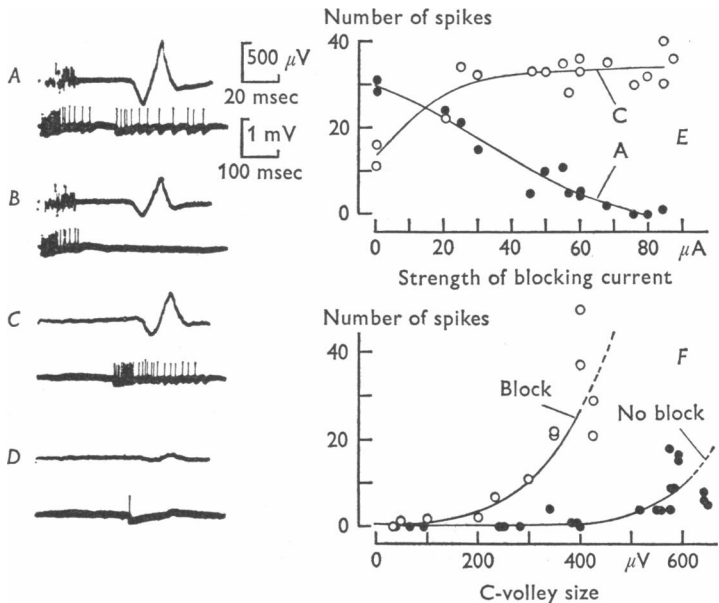 A
500 μV
20 msec
1 mV
100 msec
B
C
D
Number of spikes
40
20
0
C
A
E
0 20 40 60 80 μA
Strength of blocking current
Number of spikes
F
40
Block
No block
20
0
0 200 400 μV 600
C-volley size